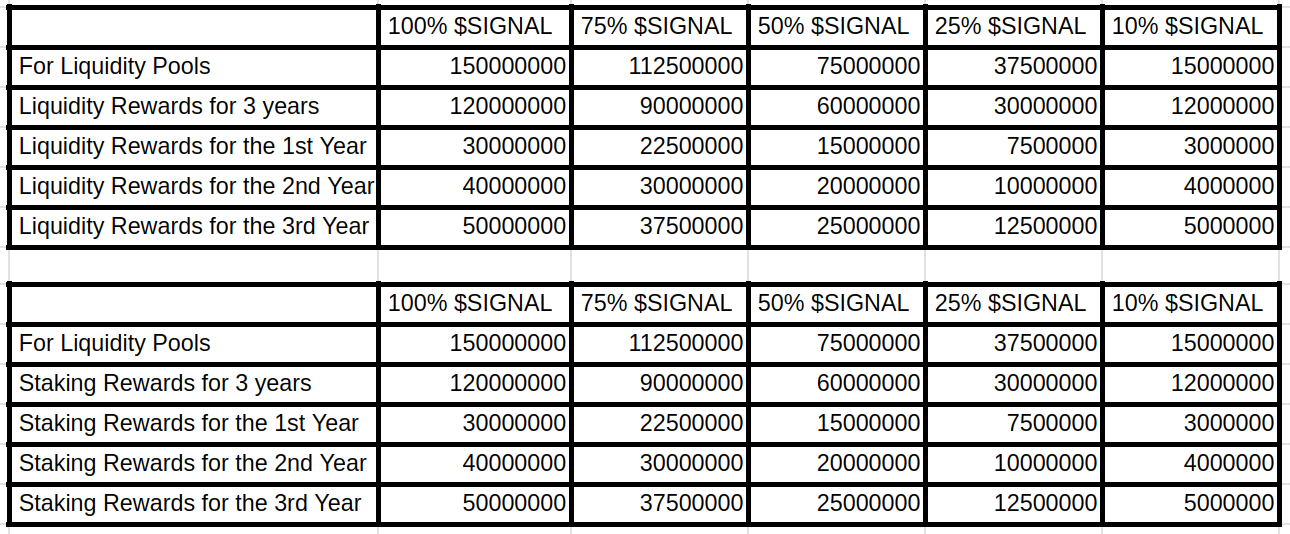 100% $SIGNAL 75% $SIGNAL 50% $SIGNAL 25% $SIGNAL 10% $SIGNAL
For Liquidity Pools 150000000 112500000 75000000 37500000 15000000
Liquidity Rewards for 3 years 120000000 90000000 60000000 30000000 12000000
Liquidity Rewards for the 1st Year 30000000 22500000 15000000 7500000 3000000
Liquidity Rewards for the 2nd Year 40000000 30000000 20000000 10000000 4000000
Liquidity Rewards for the 3rd Year 50000000 37500000 25000000 12500000 5000000
100% $SIGNAL 75% $SIGNAL 50% $SIGNAL 25% $SIGNAL 10% $SIGNAL
For Liquidity Pools 150000000 112500000 75000000 37500000 15000000
Staking Rewards for 3 years 120000000 90000000 60000000 30000000 12000000
Staking Rewards for the 1st Year 30000000 22500000 15000000 7500000 3000000
Staking Rewards for the 2nd Year 40000000 30000000 20000000 10000000 4000000
Staking Rewards for the 3rd Year 50000000 37500000 25000000 12500000 5000000